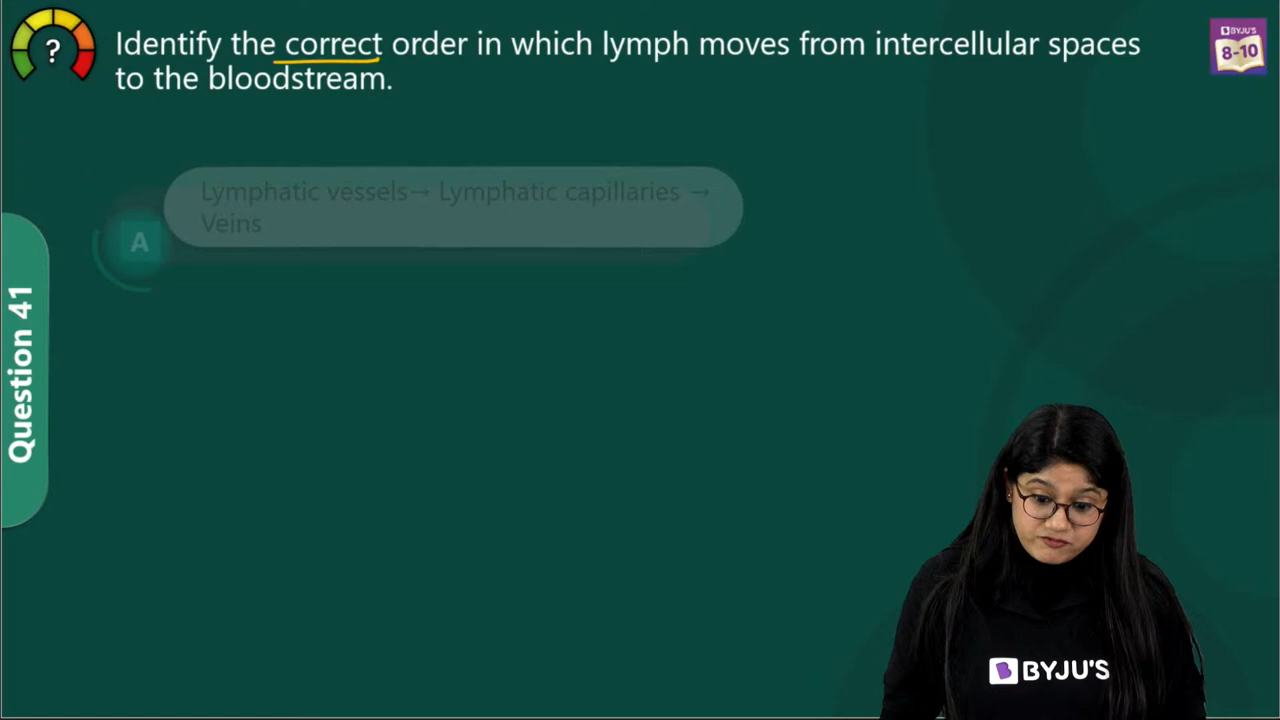 ?
Identify the correct order in which lymph moves from intercellular spaces
to the bloodstream.
BYJU'S
8-10
Lymphatic vessels→ Lymphatic capillaries →
Veins
A
Question 41
BYJU'S